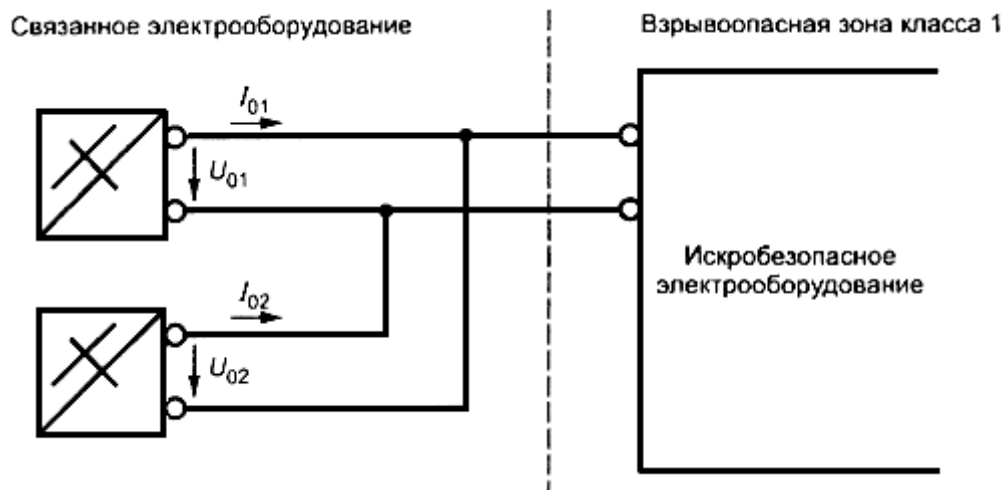 Связанное электрооборудование
Взрывоопасная зона класса 1
I01
U01
Искробезопасное
электрооборудование
I02
U02